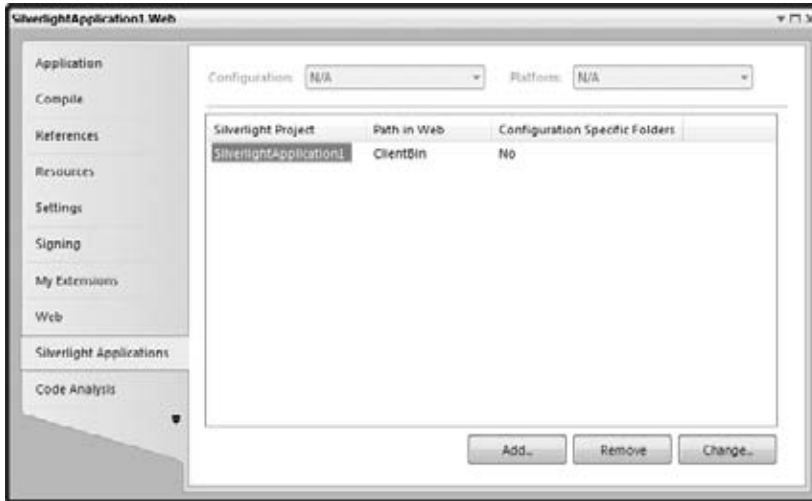 SilverlightApplication1.Web
Application
Compile
References
Resources
Settings
Signing
My Extensions
Web
Silverlight Applications
Code Analysis
Configuration: N/A
Platform: N/A
Silverlight Project Path in Web Configuration Specific Folders
SilverlightApplication1 ClientBin No
Add... Remove Change...